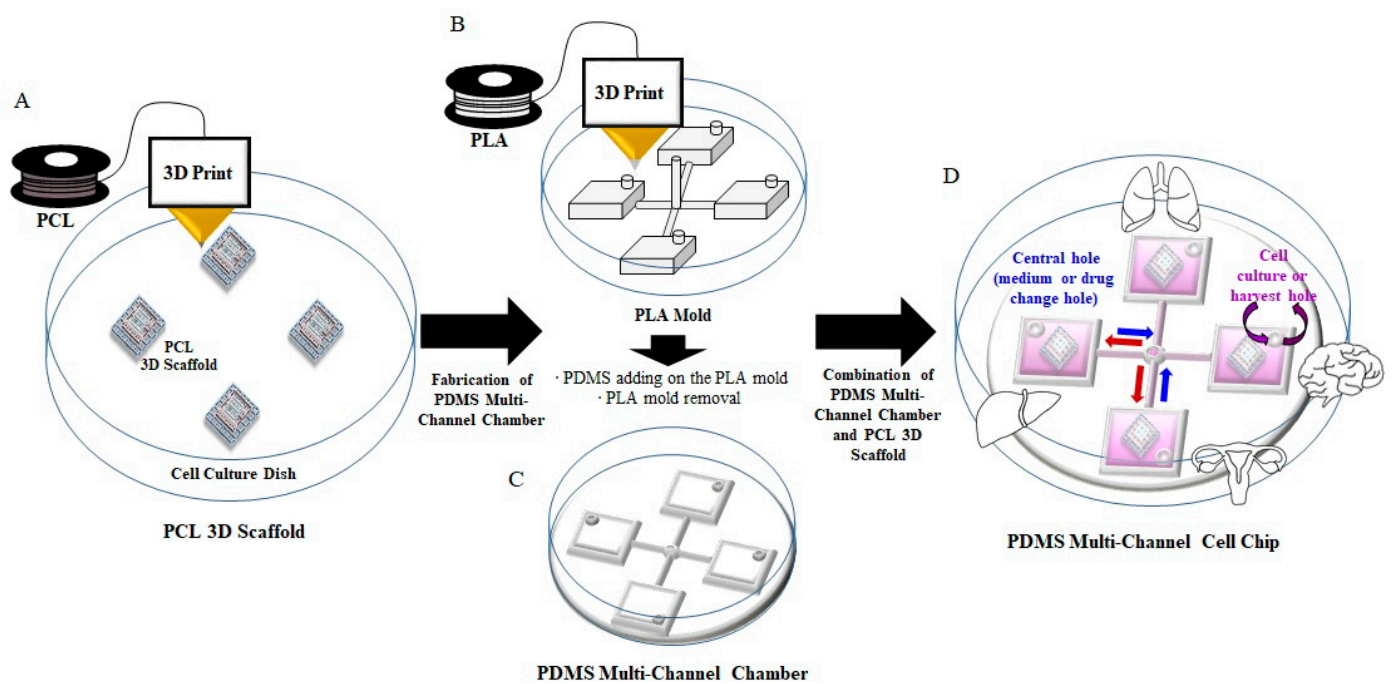 A
3D Print
PCL
PCL
3D Scaffold
Cell Culture Dish
PCL 3D Scaffold
Fabrication of
PDMS Multi-
Channel Chamber
B
3D Print
PLA
PLA Mold
· PDMS adding on the PLA mold
· PLA mold removal
C
PDMS Multi-Channel Chamber
Combination of
PDMS Multi-
Channel Chamber
and PCL 3D
Scaffold
D
Central hole
(medium or drug
change hole)
Cell
culture or
harvest hole
PDMS Multi-Channel Cell Chip